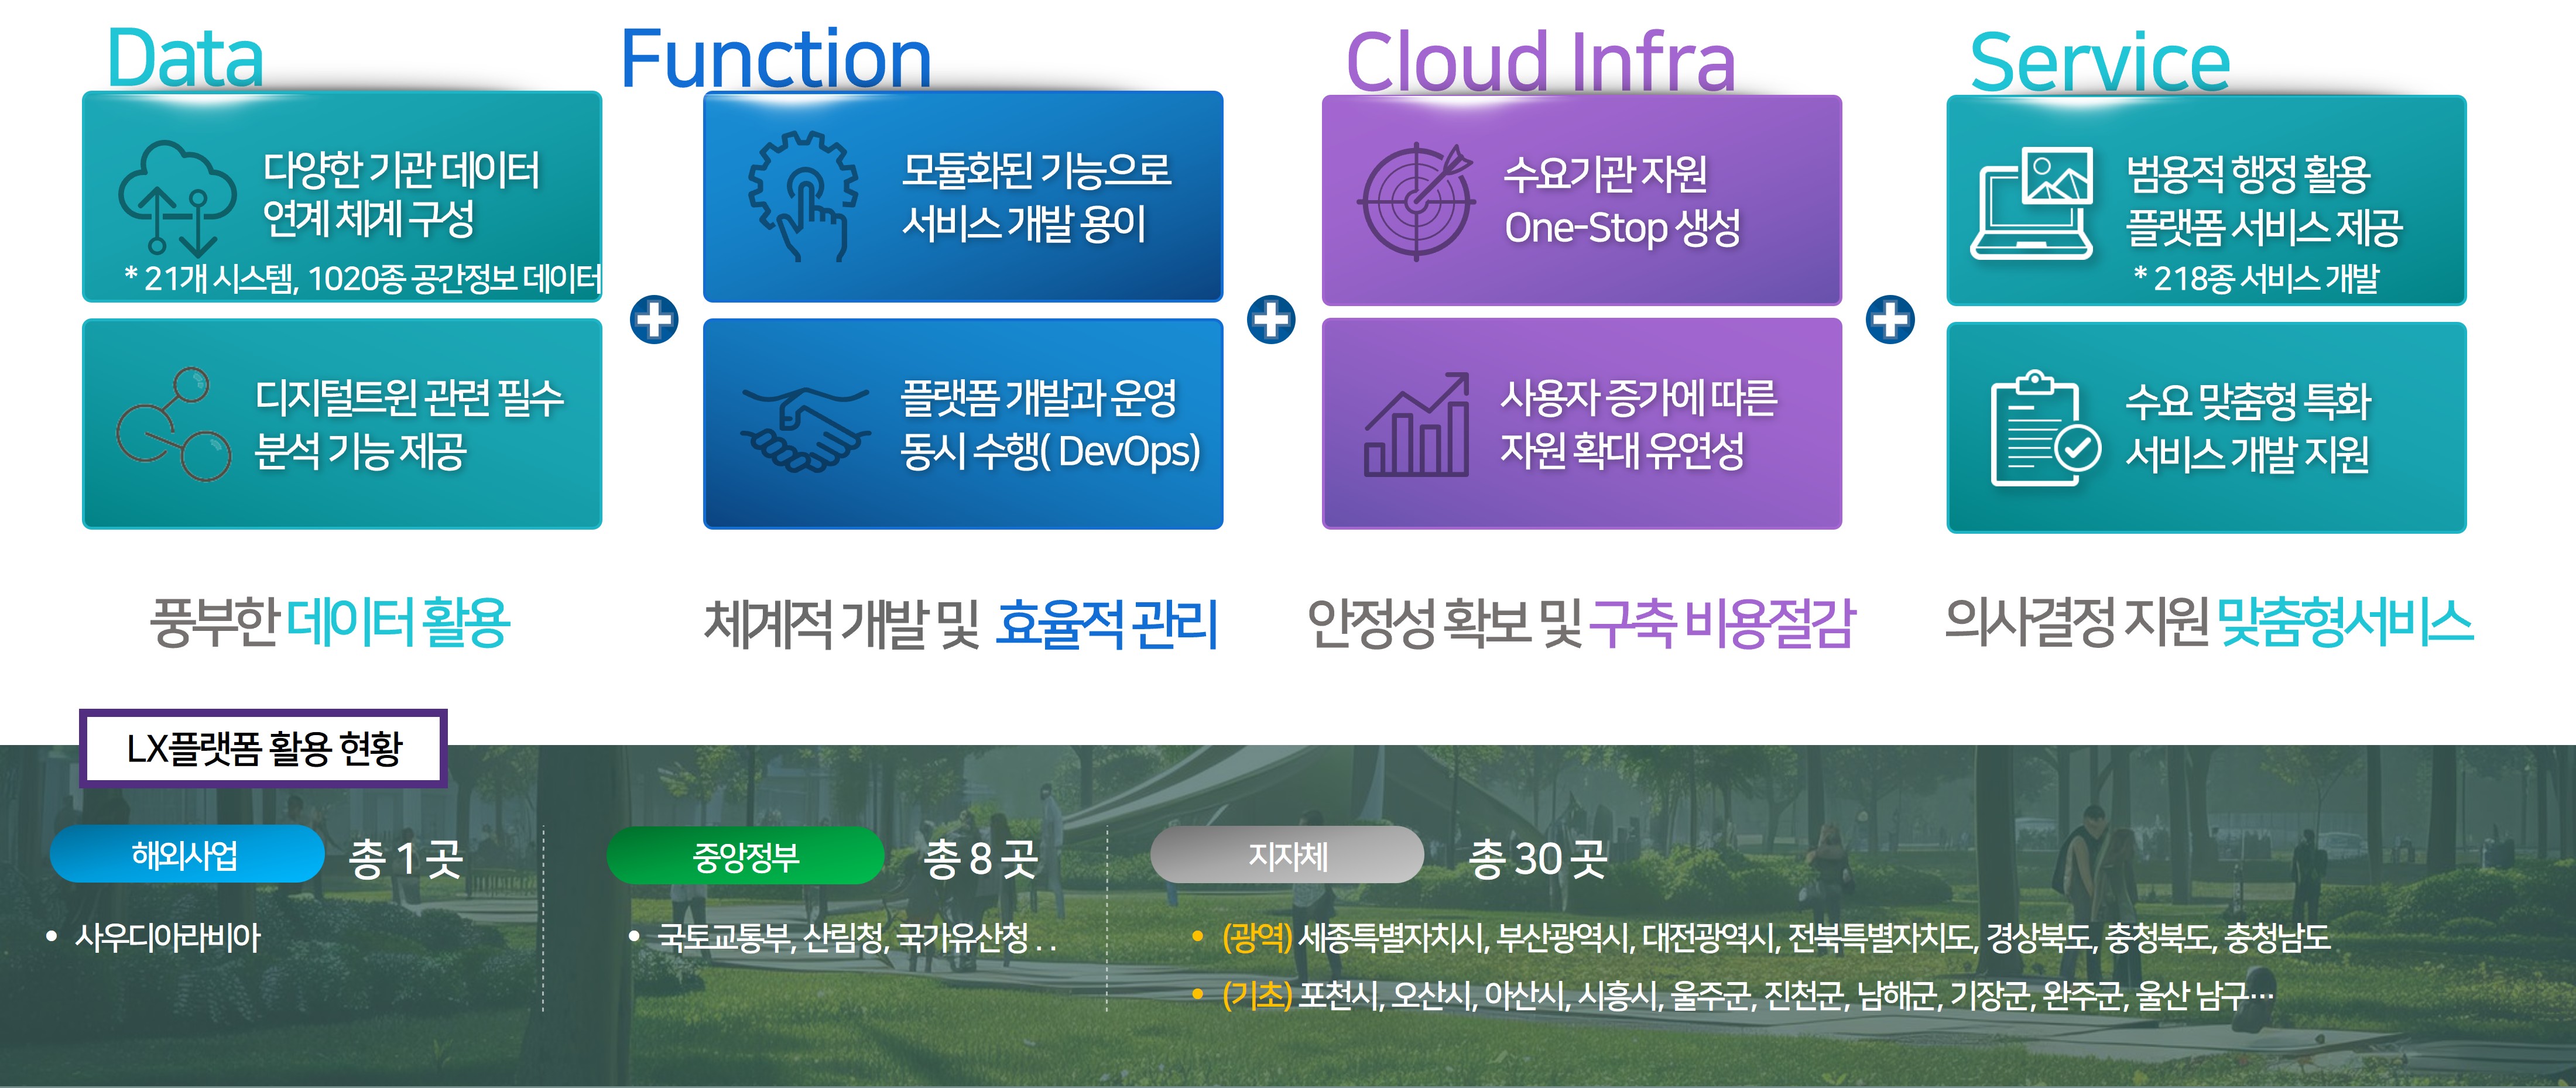 Data
다양한 기관 데이터
연계 체계 구성
* 21개 시스템, 1020종 공간정보 데이터
디지털트윈 관련 필수
분석 기능 제공
풍부한 데이터 활용
Function
모듈화된 기능으로
서비스 개발 용이
플랫폼 개발과 운영
동시 수행( DevOps)
체계적 개발 및 효율적 관리
Cloud Infra
수요기관 자원
One-Stop 생성
사용자 증가에 따른
자원 확대 유연성
안정성 확보 및 구축 비용절감
Service
범용적 행정 활용
플랫폼 서비스 제공
* 218종 서비스 개발
수요 맞춤형 특화
서비스 개발 지원
의사결정 지원 맞춤형서비스
LX플랫폼 활용 현황
해외사업 총 1 곳
• 사우디아라비아
중앙정부 총 8 곳
• 국토교통부, 산림청, 국가유산청 . .
지자체 총 30 곳
• (광역) 세종특별자치시, 부산광역시, 대전광역시, 전북특별자치도, 경상북도, 충청북도, 충청남도
• (기초) 포천시, 오산시, 아산시, 시흥시, 울주군, 진천군, 남해군, 기장군, 완주군, 울산 남구…